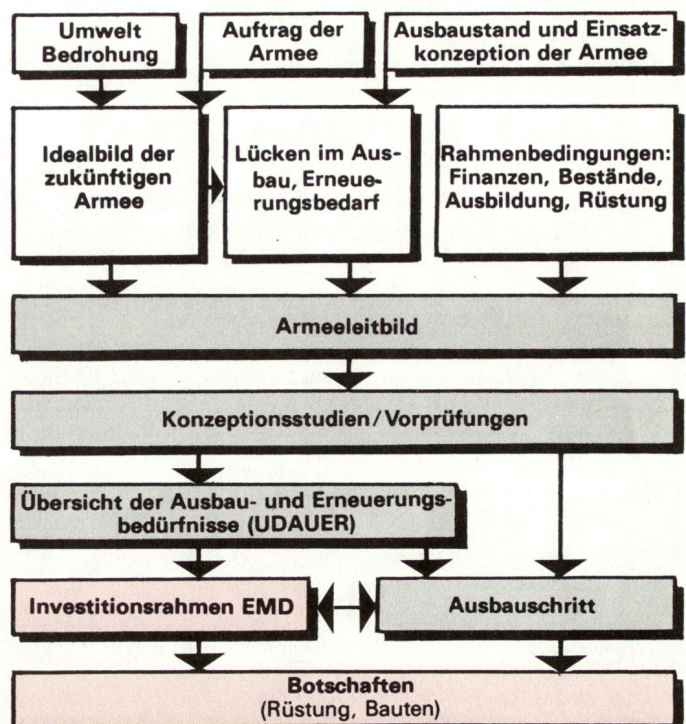 Umwelt
Bedrohung
Auftrag der
Armee
Ausbaustand und Einsatz-
konzeption der Armee
Idealbild der
zukünftigen
Armee
Lücken im Aus-
bau, Erneue-
rungsbedarf
Rahmenbedingungen:
Finanzen, Bestände,
Ausbildung, Rüstung
Armeeleitbild
Konzeptionsstudien/Vorprüfungen
Übersicht der Ausbau- und Erneuerungs-
bedürfnisse (UDAUER)
Investitionsrahmen EMD
Ausbauschritt
Botschaften
(Rüstung, Bauten)